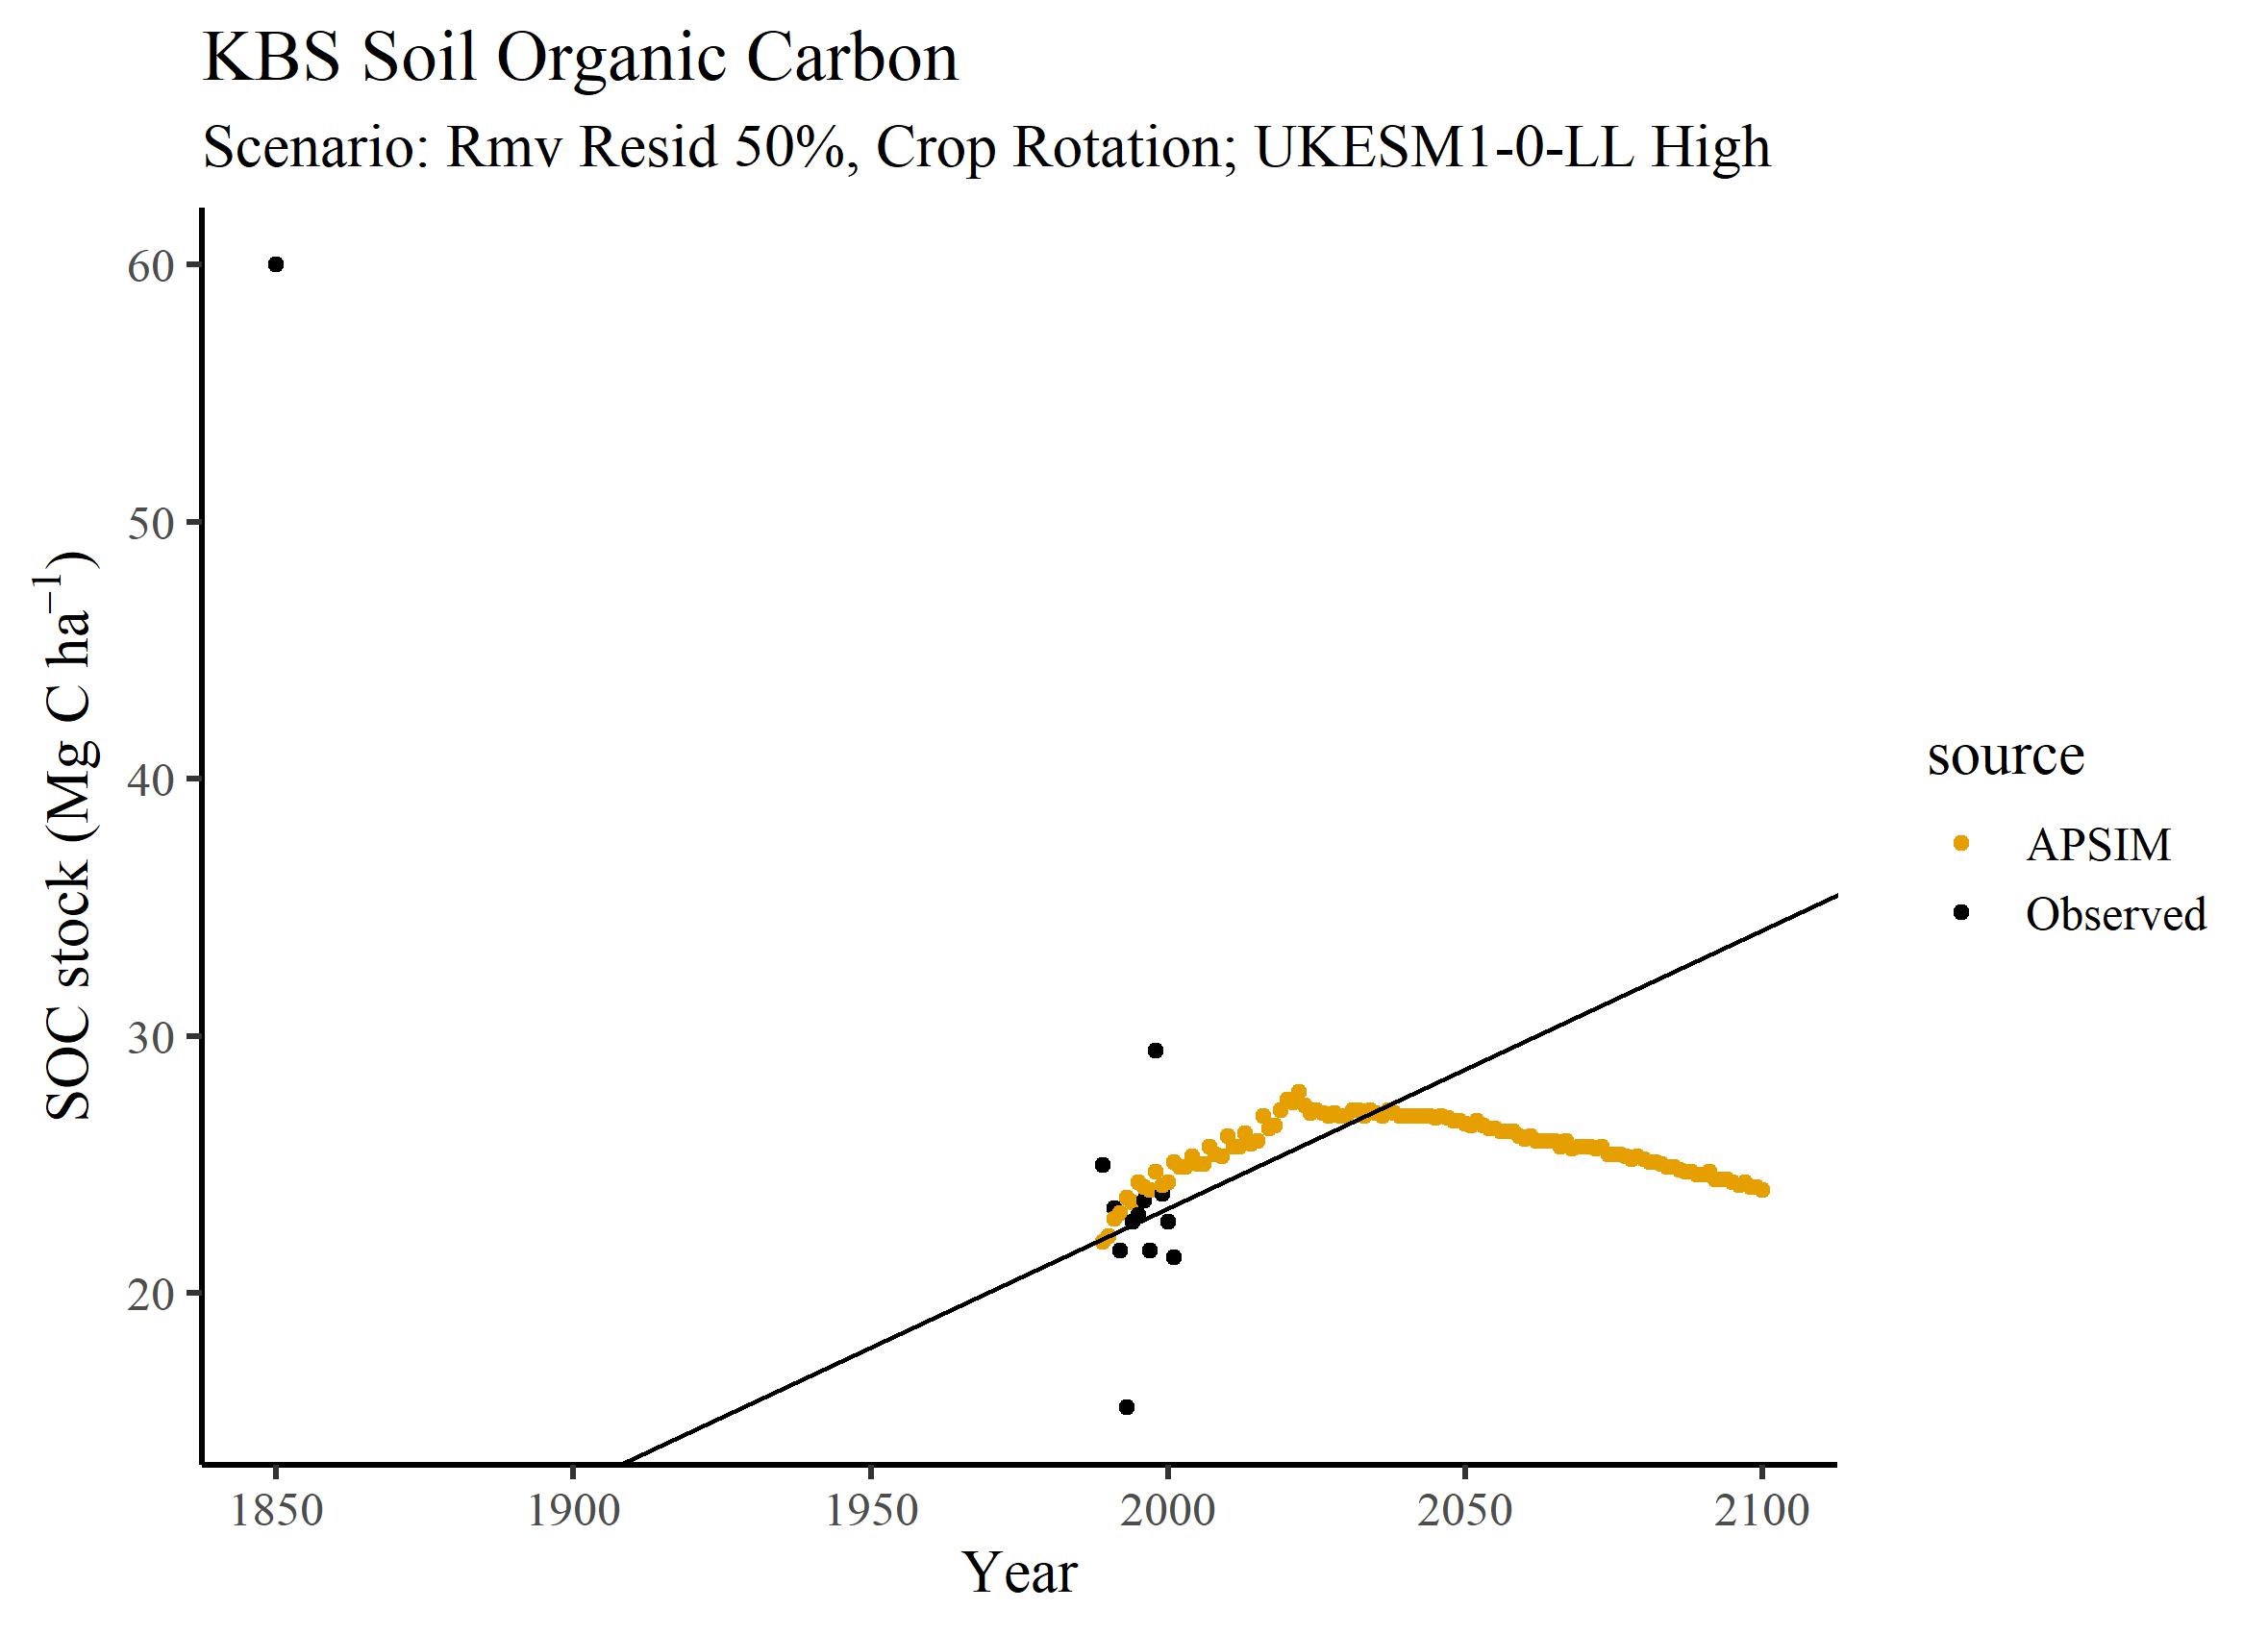 KBS Soil Organic Carbon
Scenario: Rmv Resid 50%, Crop Rotation; UKESM1-0-LL High
SOC stock (Mg C ha⁻¹)
60
50
40
30
20
1850 1900 1950 2000 2050 2100
Year
source
APSIM
Observed